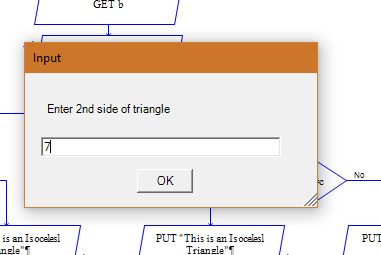 GET b
Input
Enter 2nd side of triangle
7
OK
No
is an Isocelesl
ngle"¶
PUT "This is an Isocelesl
Triangle"¶
PUT